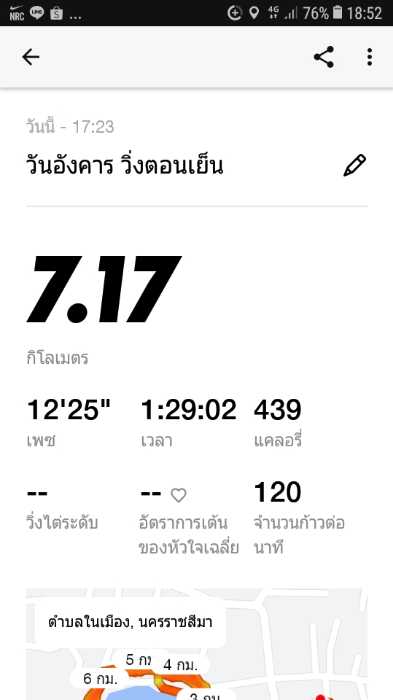 NRC LINE S ... 4G 76% 18:52
วันนี้ - 17:23
วันอังคาร วิ่งตอนเย็น
7.17
กิโลเมตร
12'25" 1:29:02 439
เพซ เวลา แคลอรี่
-- -- 120
วิ่งไต่ระดับ อัตราการเต้น จำนวนก้าวต่อ
ของหัวใจเฉลี่ย นาที
ตำบลในเมือง, นครราชสีมา
5 กม 4 กม.
6 กม.
3 กม